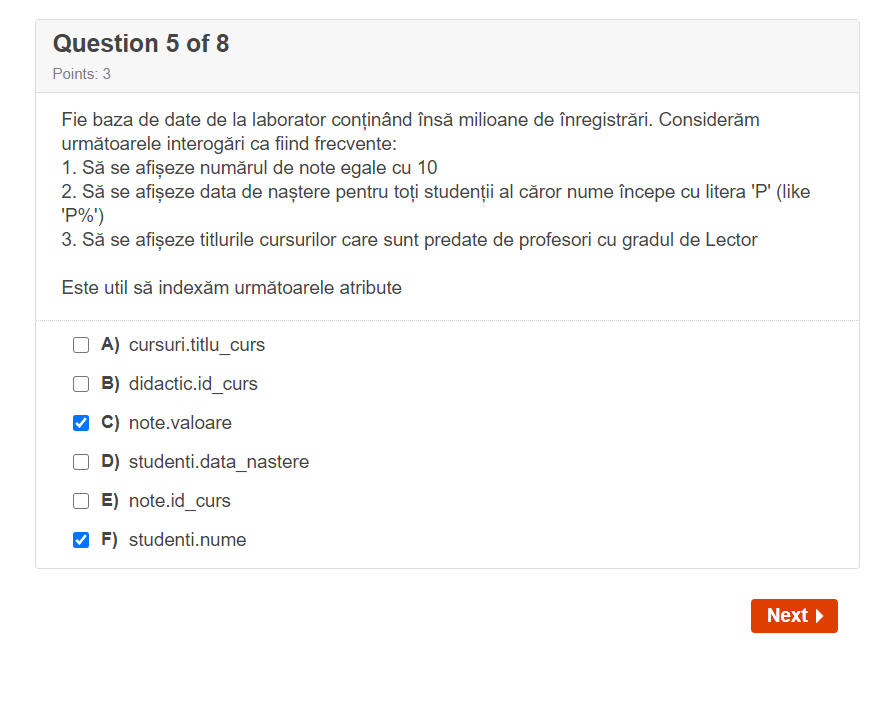 Question 5 of 8
Points: 3
Fie baza de date de la laborator conținând însă milioane de înregistrări. Considerăm
următoarele interogări ca fiind frecvente:
1. Să se afișeze numărul de note egale cu 10
2. Să se afișeze data de naștere pentru toți studenții al căror nume începe cu litera 'P' (like
'P%')
3. Să se afișeze titlurile cursurilor care sunt predate de profesori cu gradul de Lector
Este util să indexăm următoarele atribute
A) cursuri.titlu_curs
B) didactic.id_curs
C) note.valoare
D) studenti.data_nastere
E) note.id_curs
F) studenti.nume
Next